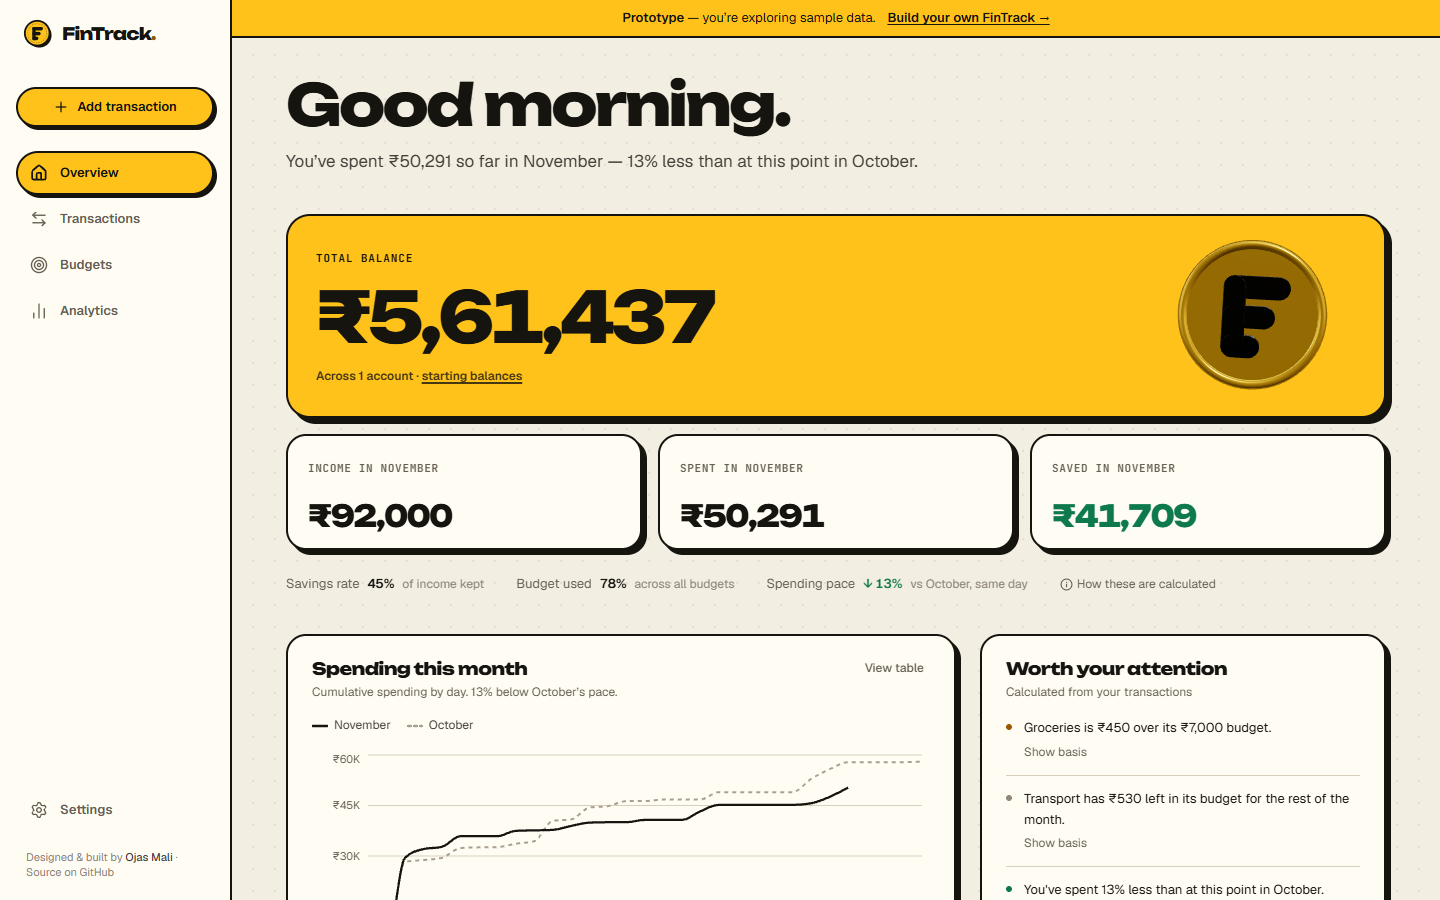 FinTrack.
Prototype — you're exploring sample data. Build your own FinTrack →
Add transaction
Overview
Transactions
Budgets
Analytics
Settings
Designed & built by Ojas Mali ·
Source on GitHub
Good morning.
You've spent ₹50,291 so far in November — 13% less than at this point in October.
TOTAL BALANCE
₹5,61,437
Across 1 account · starting balances
F
INCOME IN NOVEMBER
₹92,000
SPENT IN NOVEMBER
₹50,291
SAVED IN NOVEMBER
₹41,709
Savings rate 45% of income kept
Budget used 78% across all budgets
Spending pace ↓ 13% vs October, same day
How these are calculated
Spending this month
View table
Cumulative spending by day. 13% below October's pace.
November
October
₹60K
₹45K
₹30K
Worth your attention
Calculated from your transactions
Groceries is ₹450 over its ₹7,000 budget.
Show basis
Transport has ₹530 left in its budget for the rest of the
month.
Show basis
You've spent 13% less than at this point in October.